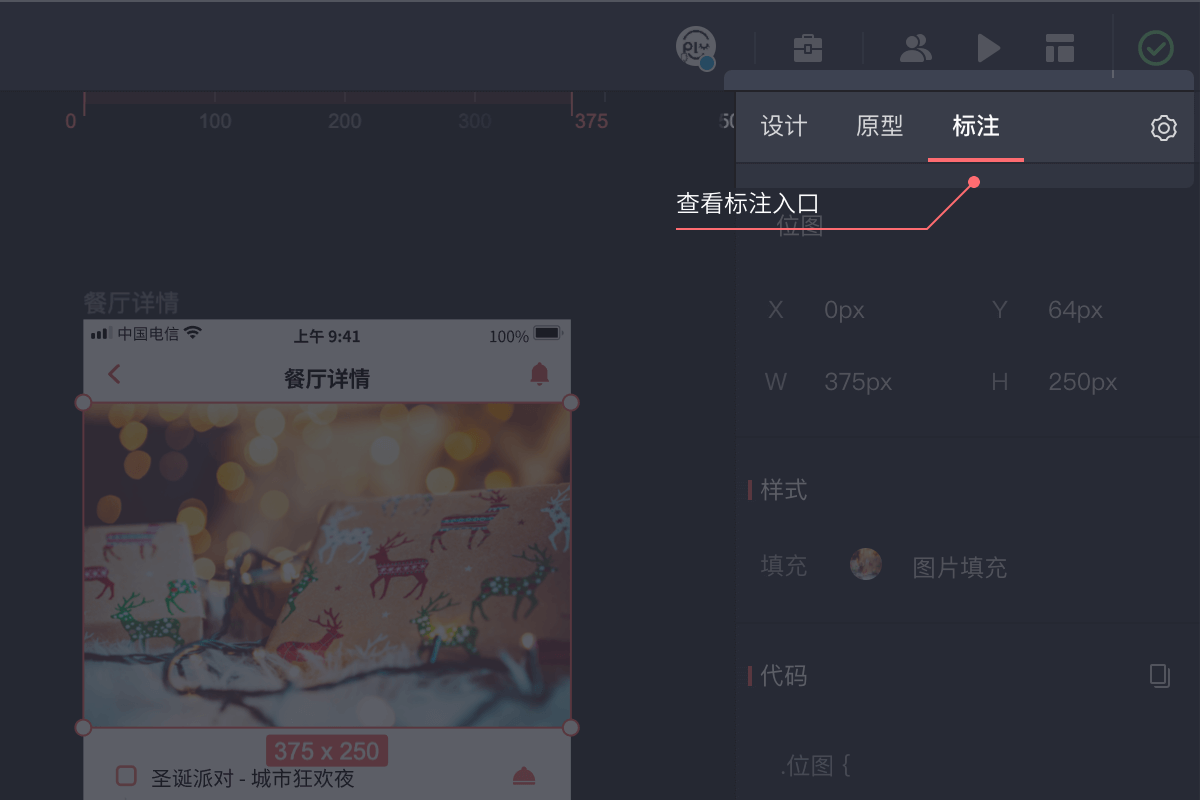 0 100 200 300 375
设计 原型 标注
查看标注入口
位图
X 0px Y 64px
W 375px H 250px
餐厅详情
中国电信 上午 9:41 100%
餐厅详情
样式
填充 图片填充
代码
375 x 250
.位图 {
圣诞派对 - 城市狂欢夜